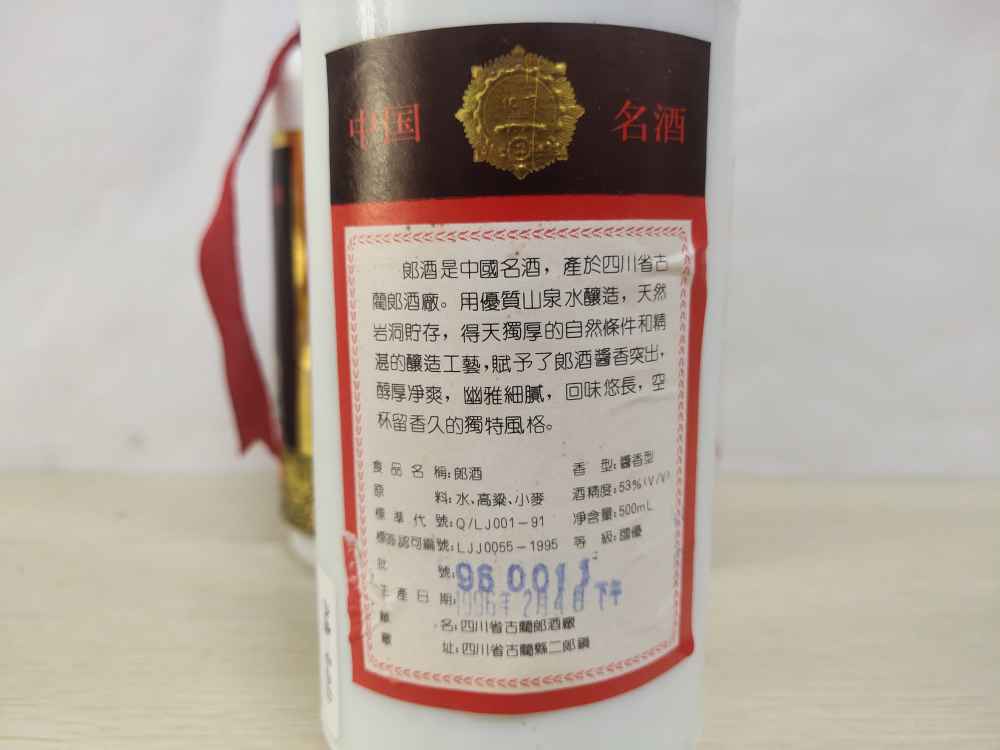 中国 名酒
郎酒是中國名酒，產於四川省古
藺郎酒廠。用優質山泉水釀造，天然
岩洞貯存，得天獨厚的自然條件和精
湛的釀造工藝，賦予了郎酒醬香突出，
醇厚凈爽，幽雅細膩，回味悠長，空
杯留香久的獨特風格。
食品名稱：郎酒 香型：醬香型
原料：水、高粱、小麥 酒精度：53%(V/V)
標準代號：Q/LJ001－91 净含量：500mL
標簽認可編號：LJJ0055－1995 等級：國優
批號：96 0011
生產日期：1996年2月4日下午
廠名：四川省古藺郎酒廠
廠址：四川省古藺縣二郎鎮